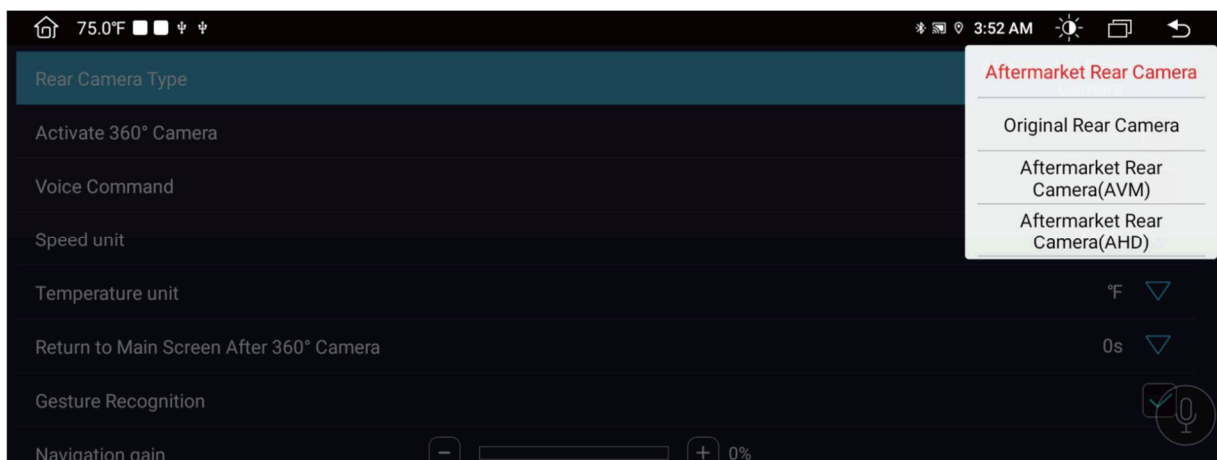 75.0°F
3:52 AM
Rear Camera Type
Aftermarket Rear Camera
Activate 360° Camera
Original Rear Camera
Voice Command
Aftermarket Rear
Camera(AVM)
Speed unit
Aftermarket Rear
Camera(AHD)
Temperature unit
°F
Return to Main Screen After 360° Camera
0s
Gesture Recognition
Navigation gain
0%